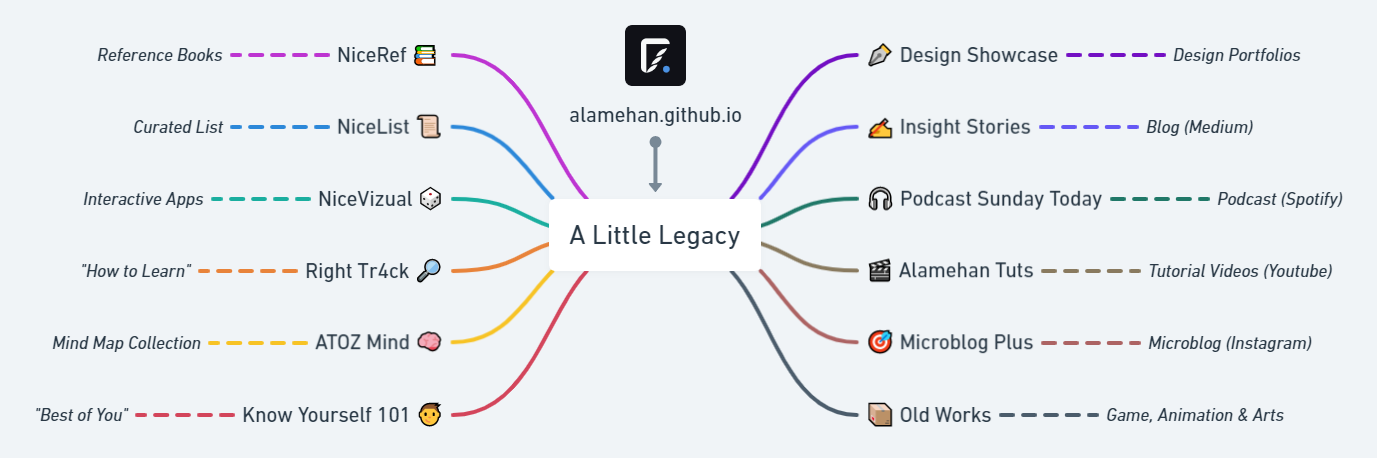 alamehan.github.io
A Little Legacy
Reference Books NiceRef
Curated List NiceList
Interactive Apps NiceVizual
"How to Learn" Right Tr4ck
Mind Map Collection ATOZ Mind
"Best of You" Know Yourself 101
Design Showcase Design Portfolios
Insight Stories Blog (Medium)
Podcast Sunday Today Podcast (Spotify)
Alamehan Tuts Tutorial Videos (Youtube)
Microblog Plus Microblog (Instagram)
Old Works Game, Animation & Arts